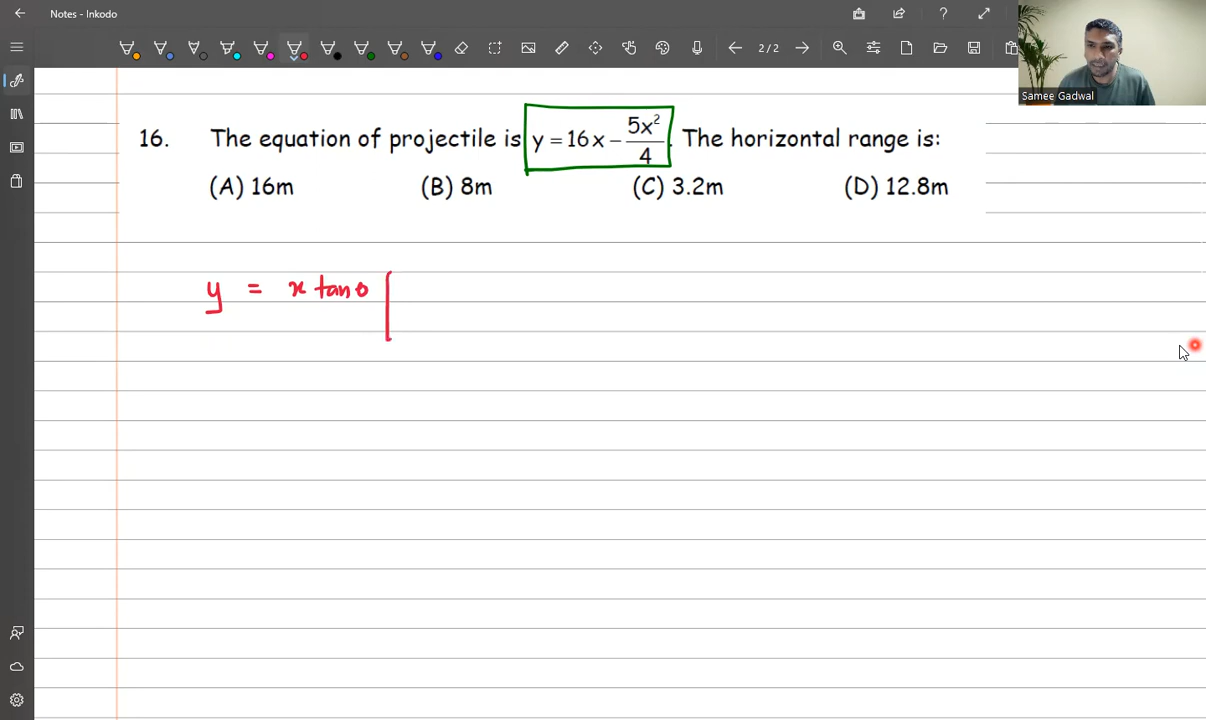 Notes - Inkodo
2/2
Samee Gadwal
16. The equation of projectile is y = 16x − 5x²/4. The horizontal range is:
(A) 16m (B) 8m (C) 3.2m (D) 12.8m
y = x tanθ [